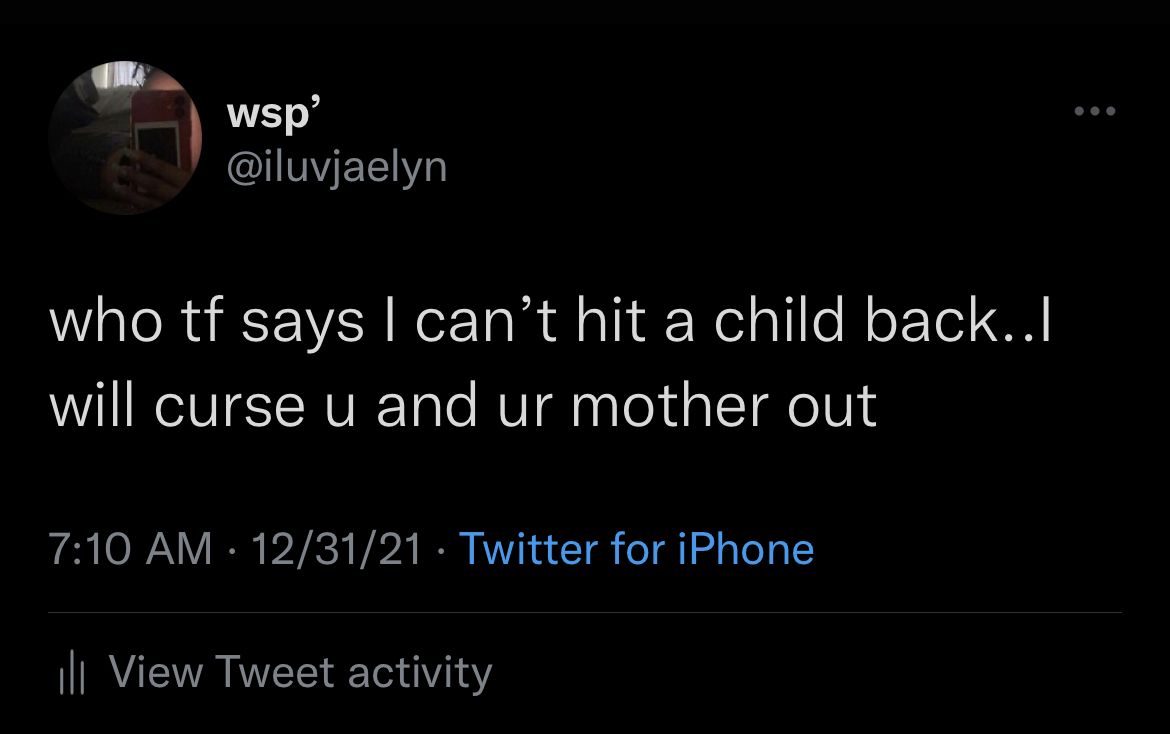 wsp’
@iluvjaelyn
who tf says I can’t hit a child back..I
will curse u and ur mother out
7:10 AM · 12/31/21 · Twitter for iPhone
View Tweet activity